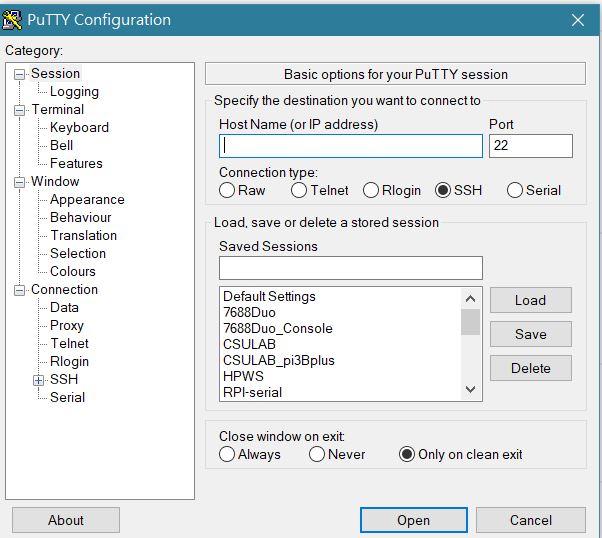 PuTTY Configuration
Category:
Session
Logging
Terminal
Keyboard
Bell
Features
Window
Appearance
Behaviour
Translation
Selection
Colours
Connection
Data
Proxy
Telnet
Rlogin
SSH
Serial
Basic options for your PuTTY session
Specify the destination you want to connect to
Host Name (or IP address) Port
22
Connection type:
Raw Telnet Rlogin SSH Serial
Load, save or delete a stored session
Saved Sessions
Default Settings
7688Duo
7688Duo_Console
CSULAB
CSULAB_pi3Bplus
HPWS
RPI-serial
Load
Save
Delete
Close window on exit:
Always Never Only on clean exit
About Open Cancel